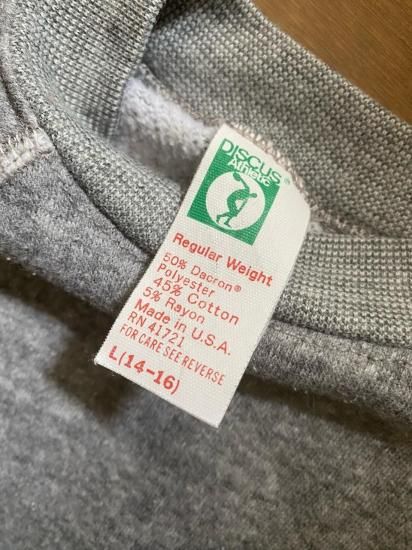 DISCUS®
Athletic
Regular Weight
50% Dacron®
Polyester
45% Cotton
5% Rayon
Made in U.S.A.
RN 41721
FOR CARE SEE REVERSE
L(14-16)